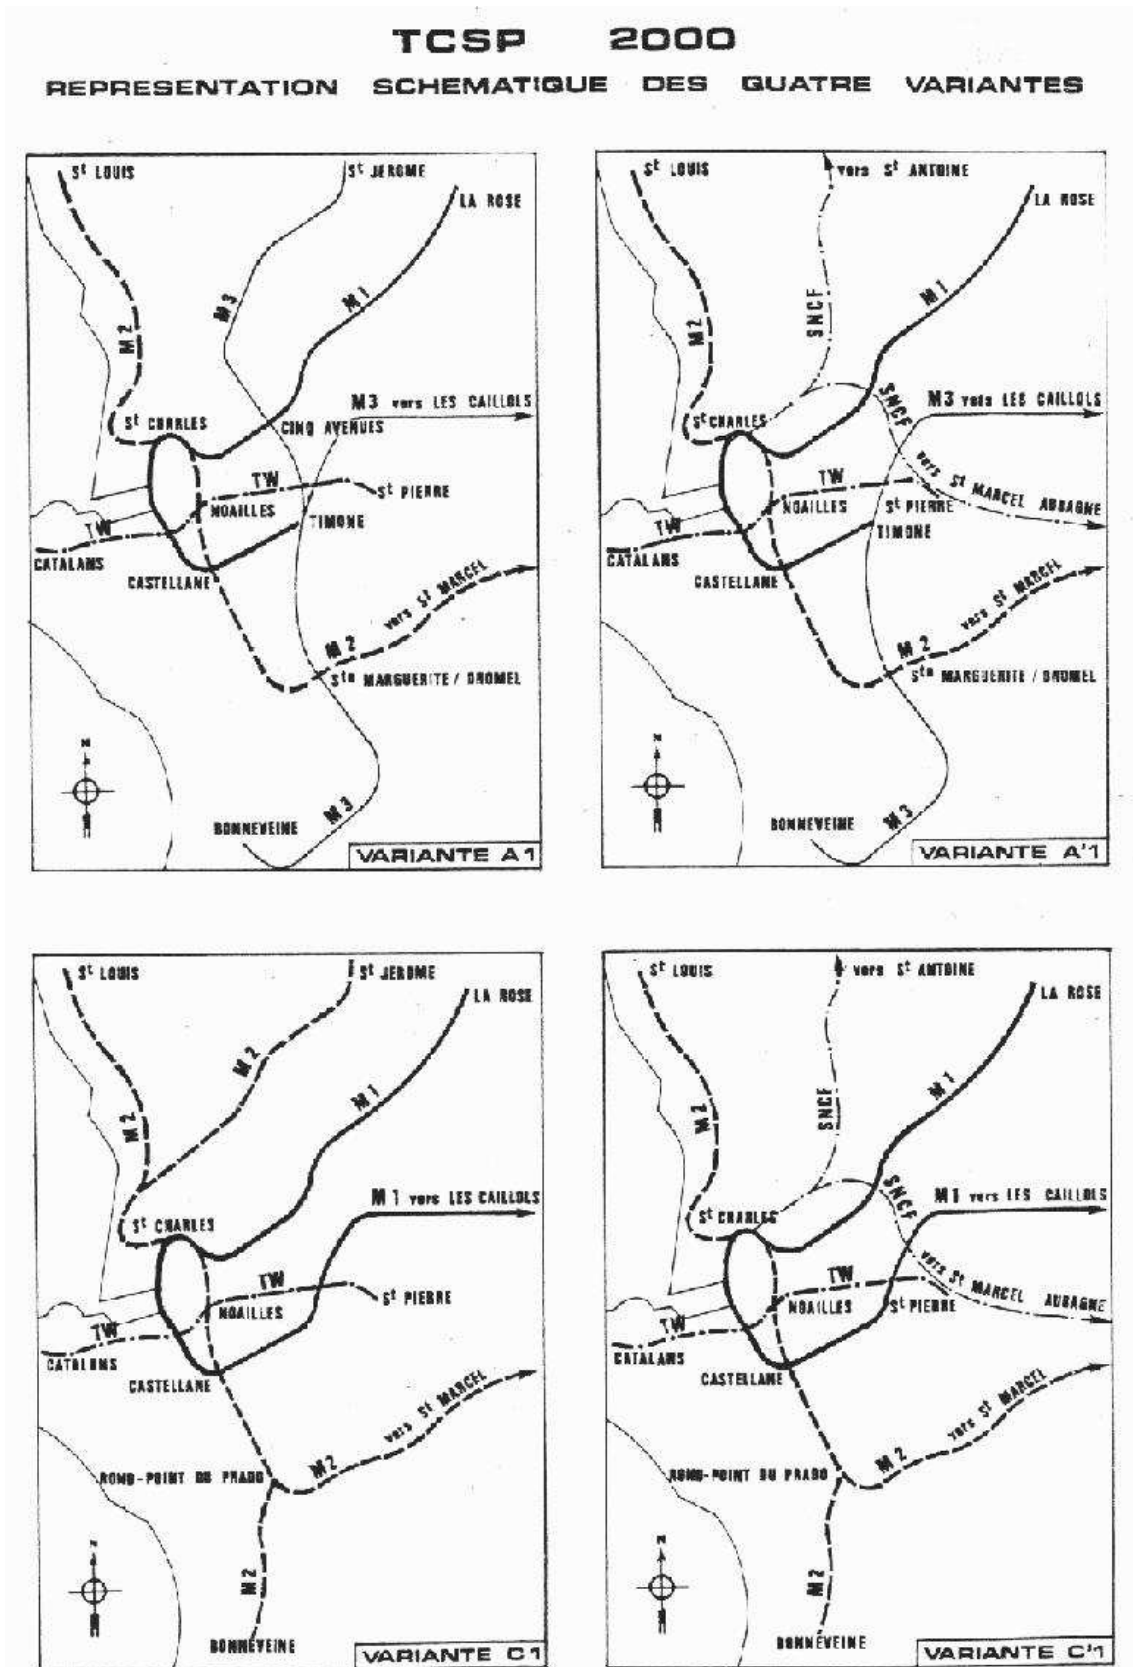 TCSP 2000
REPRESENTATION SCHEMATIQUE DES QUATRE VARIANTES
St LOUIS
St JEROME
LA ROSE
M3
M1
M2
M3 vers LES CAILLOLS
St CHARLES
CINQ AVENUES
TW
St PIERRE
NOAILLES
TIMONE
TW
CATALANS
CASTELLANE
vers St MARCEL
M2
Ste MARGUERITE / DROMEL
N
M3
BONNEVEINE
VARIANTE A1
St LOUIS
vers St ANTOINE
LA ROSE
SNCF
M1
M2
SNCF
M3 vers LES CAILLOLS
St CHARLES
vers St MARCEL AUBAGNE
TW
NOAILLES
St PIERRE
TW
TIMONE
CATALANS
CASTELLANE
vers St MARCEL
M2
Ste MARGUERITE / DROMEL
N
BONNEVEINE
M3
VARIANTE A'1
St LOUIS
St JEROME
LA ROSE
M2
M1
M2
M1 vers LES CAILLOLS
St CHARLES
TW
St PIERRE
NOAILLES
TW
CATALANS
CASTELLANE
vers St MARCEL
M2
ROND-POINT DU PRADO
N
M2
BONNEVEINE
VARIANTE C1
St LOUIS
vers St ANTOINE
LA ROSE
M1
SNCF
M2
SNCF
M1 vers LES CAILLOLS
St CHARLES
vers St MARCEL AUBAGNE
TW
NOAILLES
St PIERRE
TW
CATALANS
CASTELLANE
vers St MARCEL
M2
ROND-POINT DU PRADO
N
M2
BONNEVEINE
VARIANTE C'1